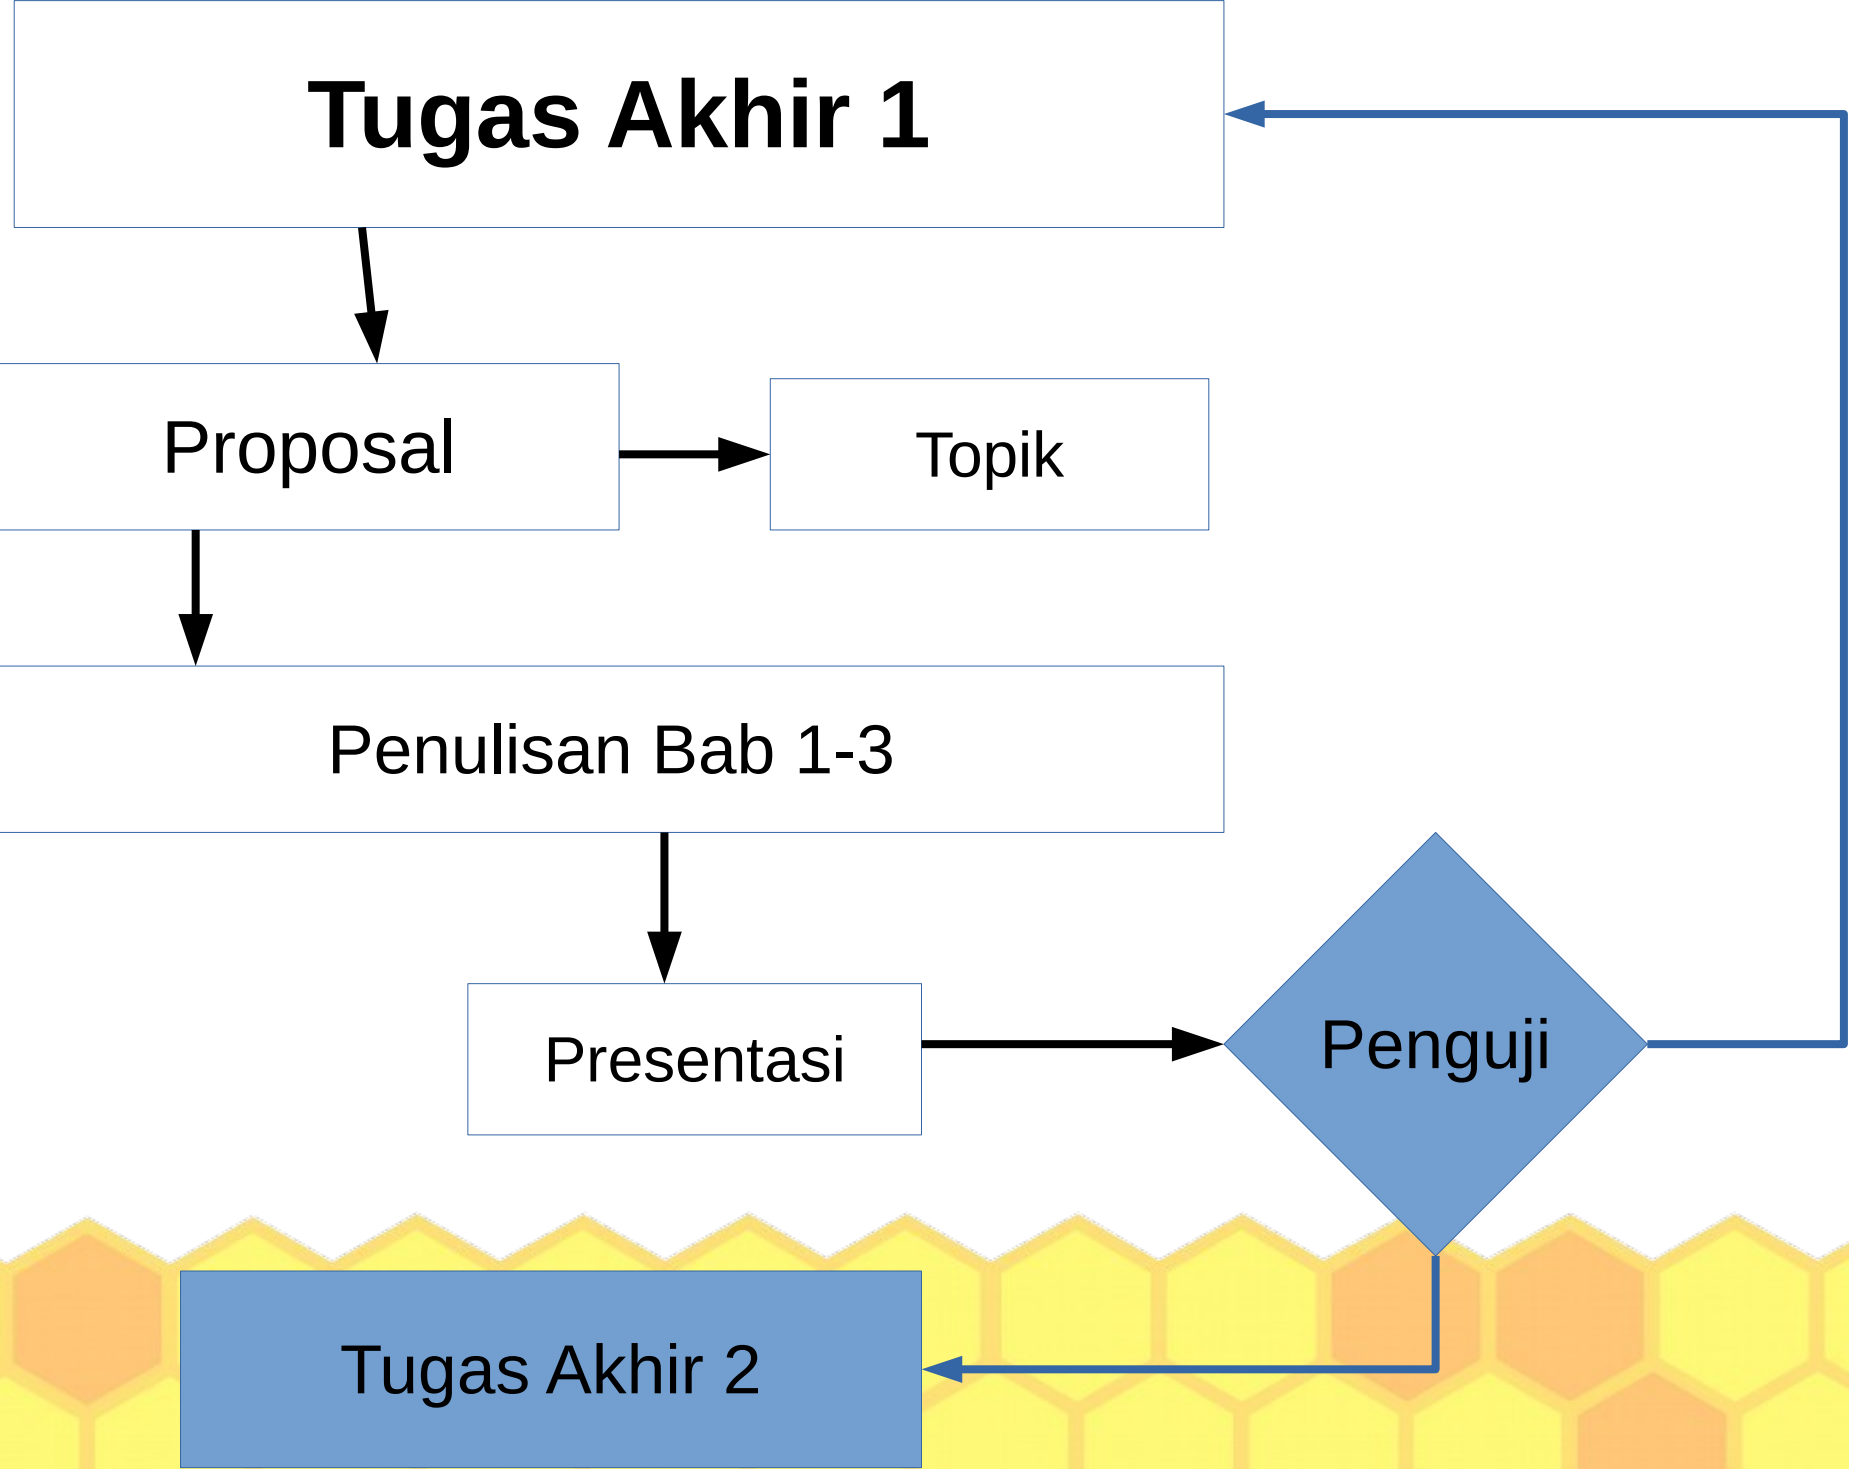 Tugas Akhir 1
Proposal
Topik
Penulisan Bab 1-3
Presentasi
Penguji
Tugas Akhir 2